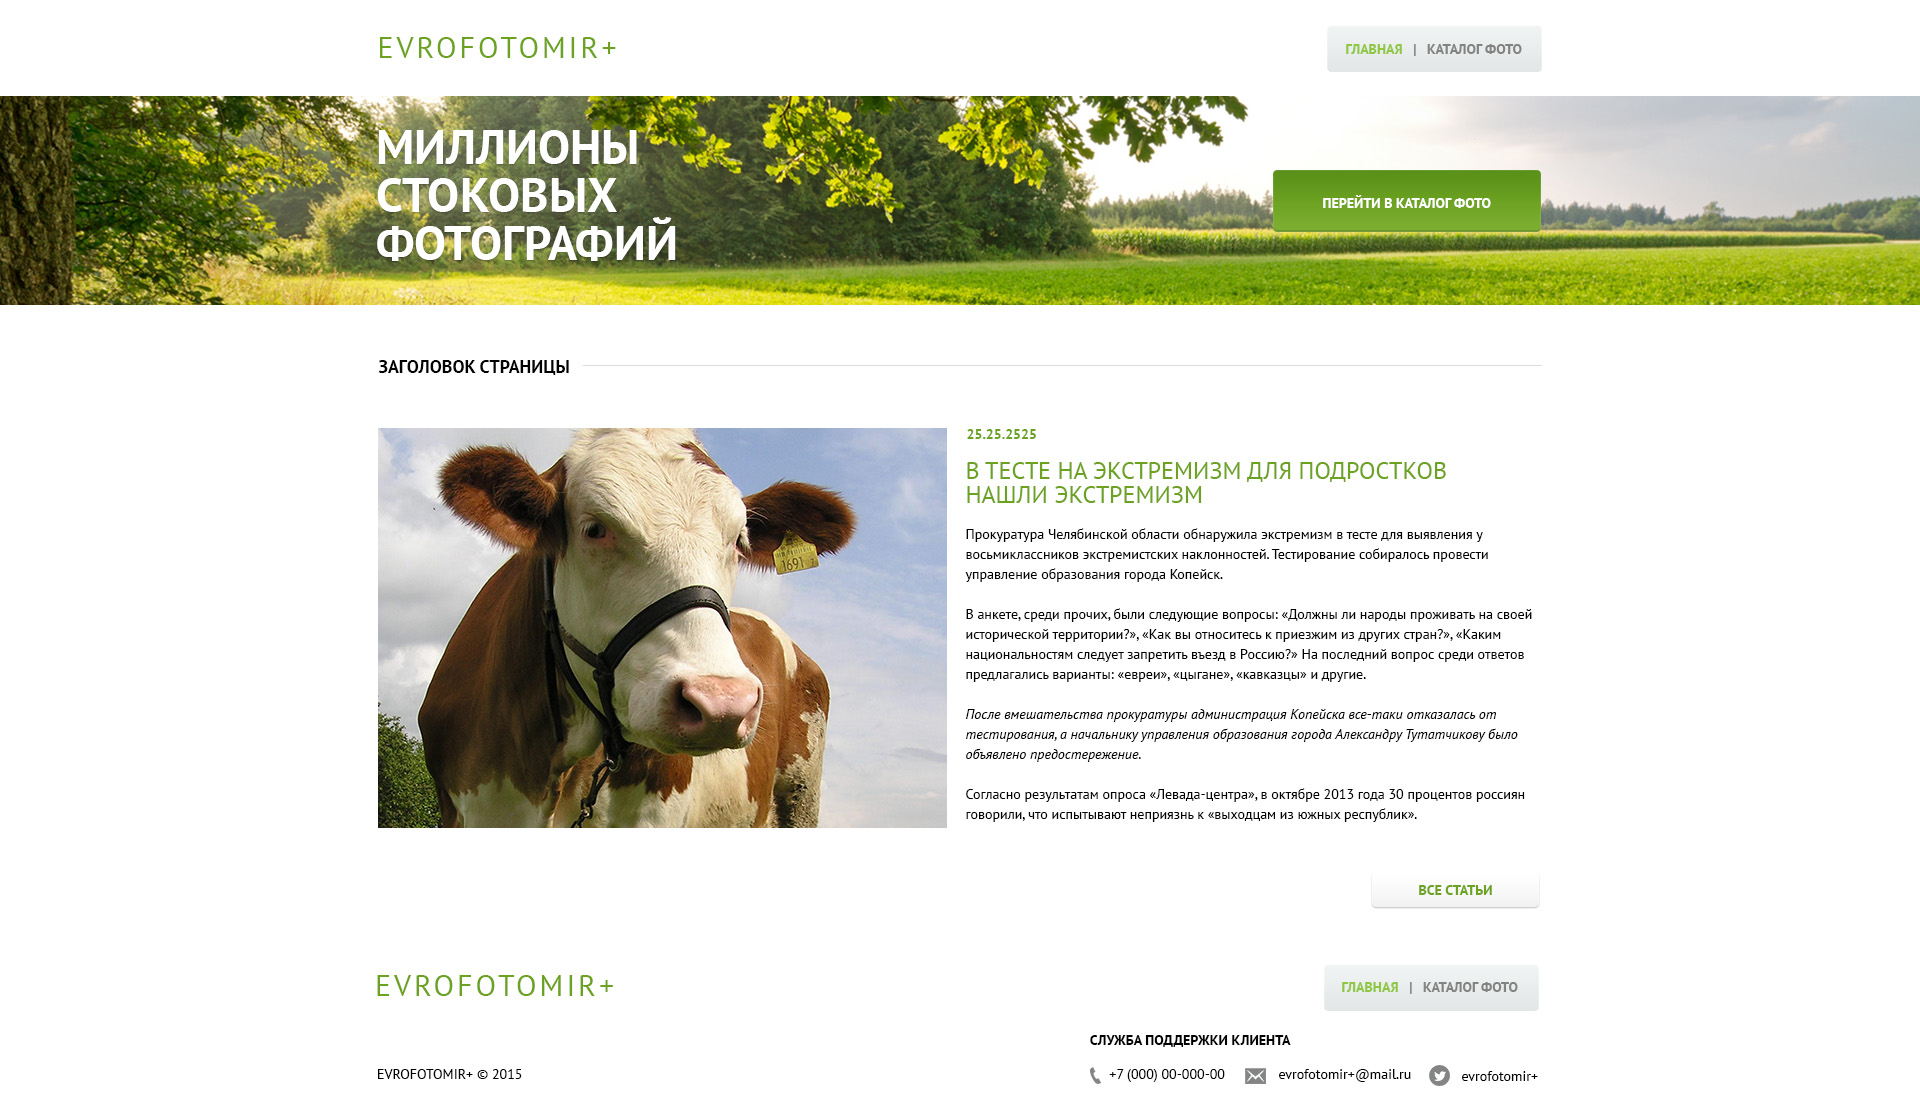 EVROFOTOMIR+
ГЛАВНАЯ | КАТАЛОГ ФОТО
МИЛЛИОНЫ
СТОКОВЫХ
ФОТОГРАФИЙ
ПЕРЕЙТИ В КАТАЛОГ ФОТО
ЗАГОЛОВОК СТРАНИЦЫ
1691
25.25.2525
В ТЕСТЕ НА ЭКСТРЕМИЗМ ДЛЯ ПОДРОСТКОВ
НАШЛИ ЭКСТРЕМИЗМ
Прокуратура Челябинской области обнаружила экстремизм в тесте для выявления у
восьмиклассников экстремистских наклонностей. Тестирование собиралось провести
управление образования города Копейск.
В анкете, среди прочих, были следующие вопросы: «Должны ли народы проживать на своей
исторической территории?», «Как вы относитесь к приезжим из других стран?», «Каким
национальностям следует запретить въезд в Россию?» На последний вопрос среди ответов
предлагались варианты: «евреи», «цыгане», «кавказцы» и другие.
После вмешательства прокуратуры администрация Копейска все-таки отказалась от
тестирования, а начальнику управления образования города Александру Тутатчикову было
объявлено предостережение.
Согласно результатам опроса «Левада-центра», в октябре 2013 года 30 процентов россиян
говорили, что испытывают неприязнь к «выходцам из южных республик».
ВСЕ СТАТЬИ
EVROFOTOMIR+
ГЛАВНАЯ | КАТАЛОГ ФОТО
СЛУЖБА ПОДДЕРЖКИ КЛИЕНТА
EVROFOTOMIR+ © 2015
+7 (000) 00-000-00
evrofotomir+@mail.ru
evrofotomir+